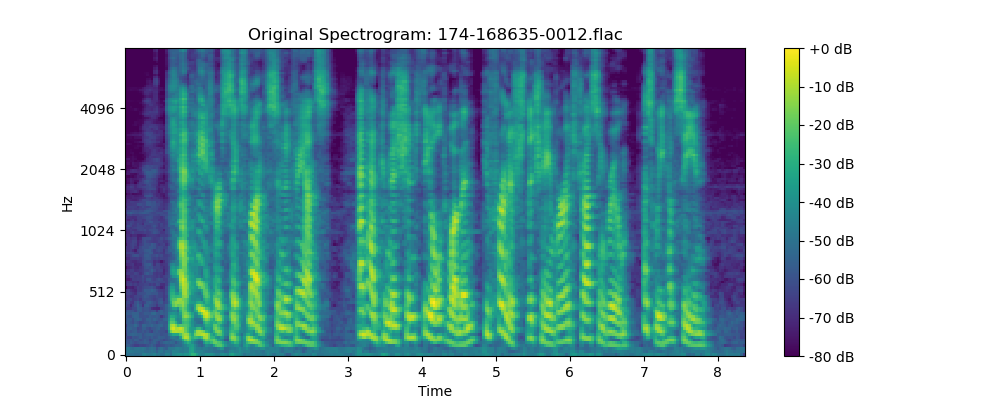 Original Spectrogram: 174-168635-0012.flac
Hz
4096
2048
1024
512
0
0 1 2 3 4 5 6 7 8
Time
+0 dB
-10 dB
-20 dB
-30 dB
-40 dB
-50 dB
-60 dB
-70 dB
-80 dB